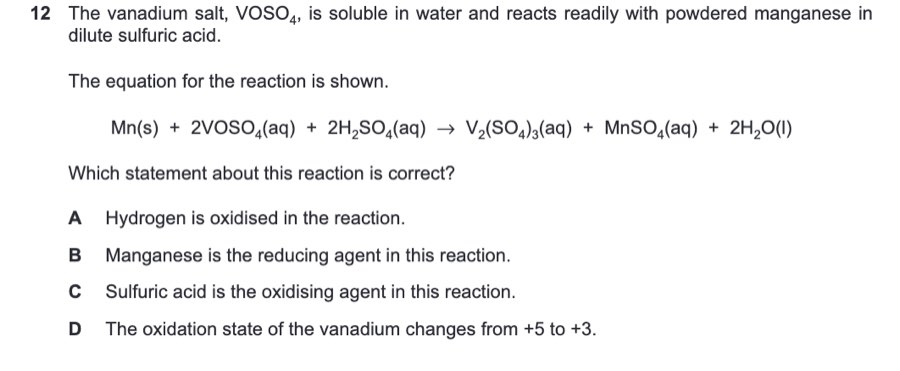 12 The vanadium salt, VOSO₄, is soluble in water and reacts readily with powdered manganese in
dilute sulfuric acid.
The equation for the reaction is shown.
Mn(s) + 2VOSO₄(aq) + 2H₂SO₄(aq) → V₂(SO₄)₃(aq) + MnSO₄(aq) + 2H₂O(l)
Which statement about this reaction is correct?
A Hydrogen is oxidised in the reaction.
B Manganese is the reducing agent in this reaction.
C Sulfuric acid is the oxidising agent in this reaction.
D The oxidation state of the vanadium changes from +5 to +3.